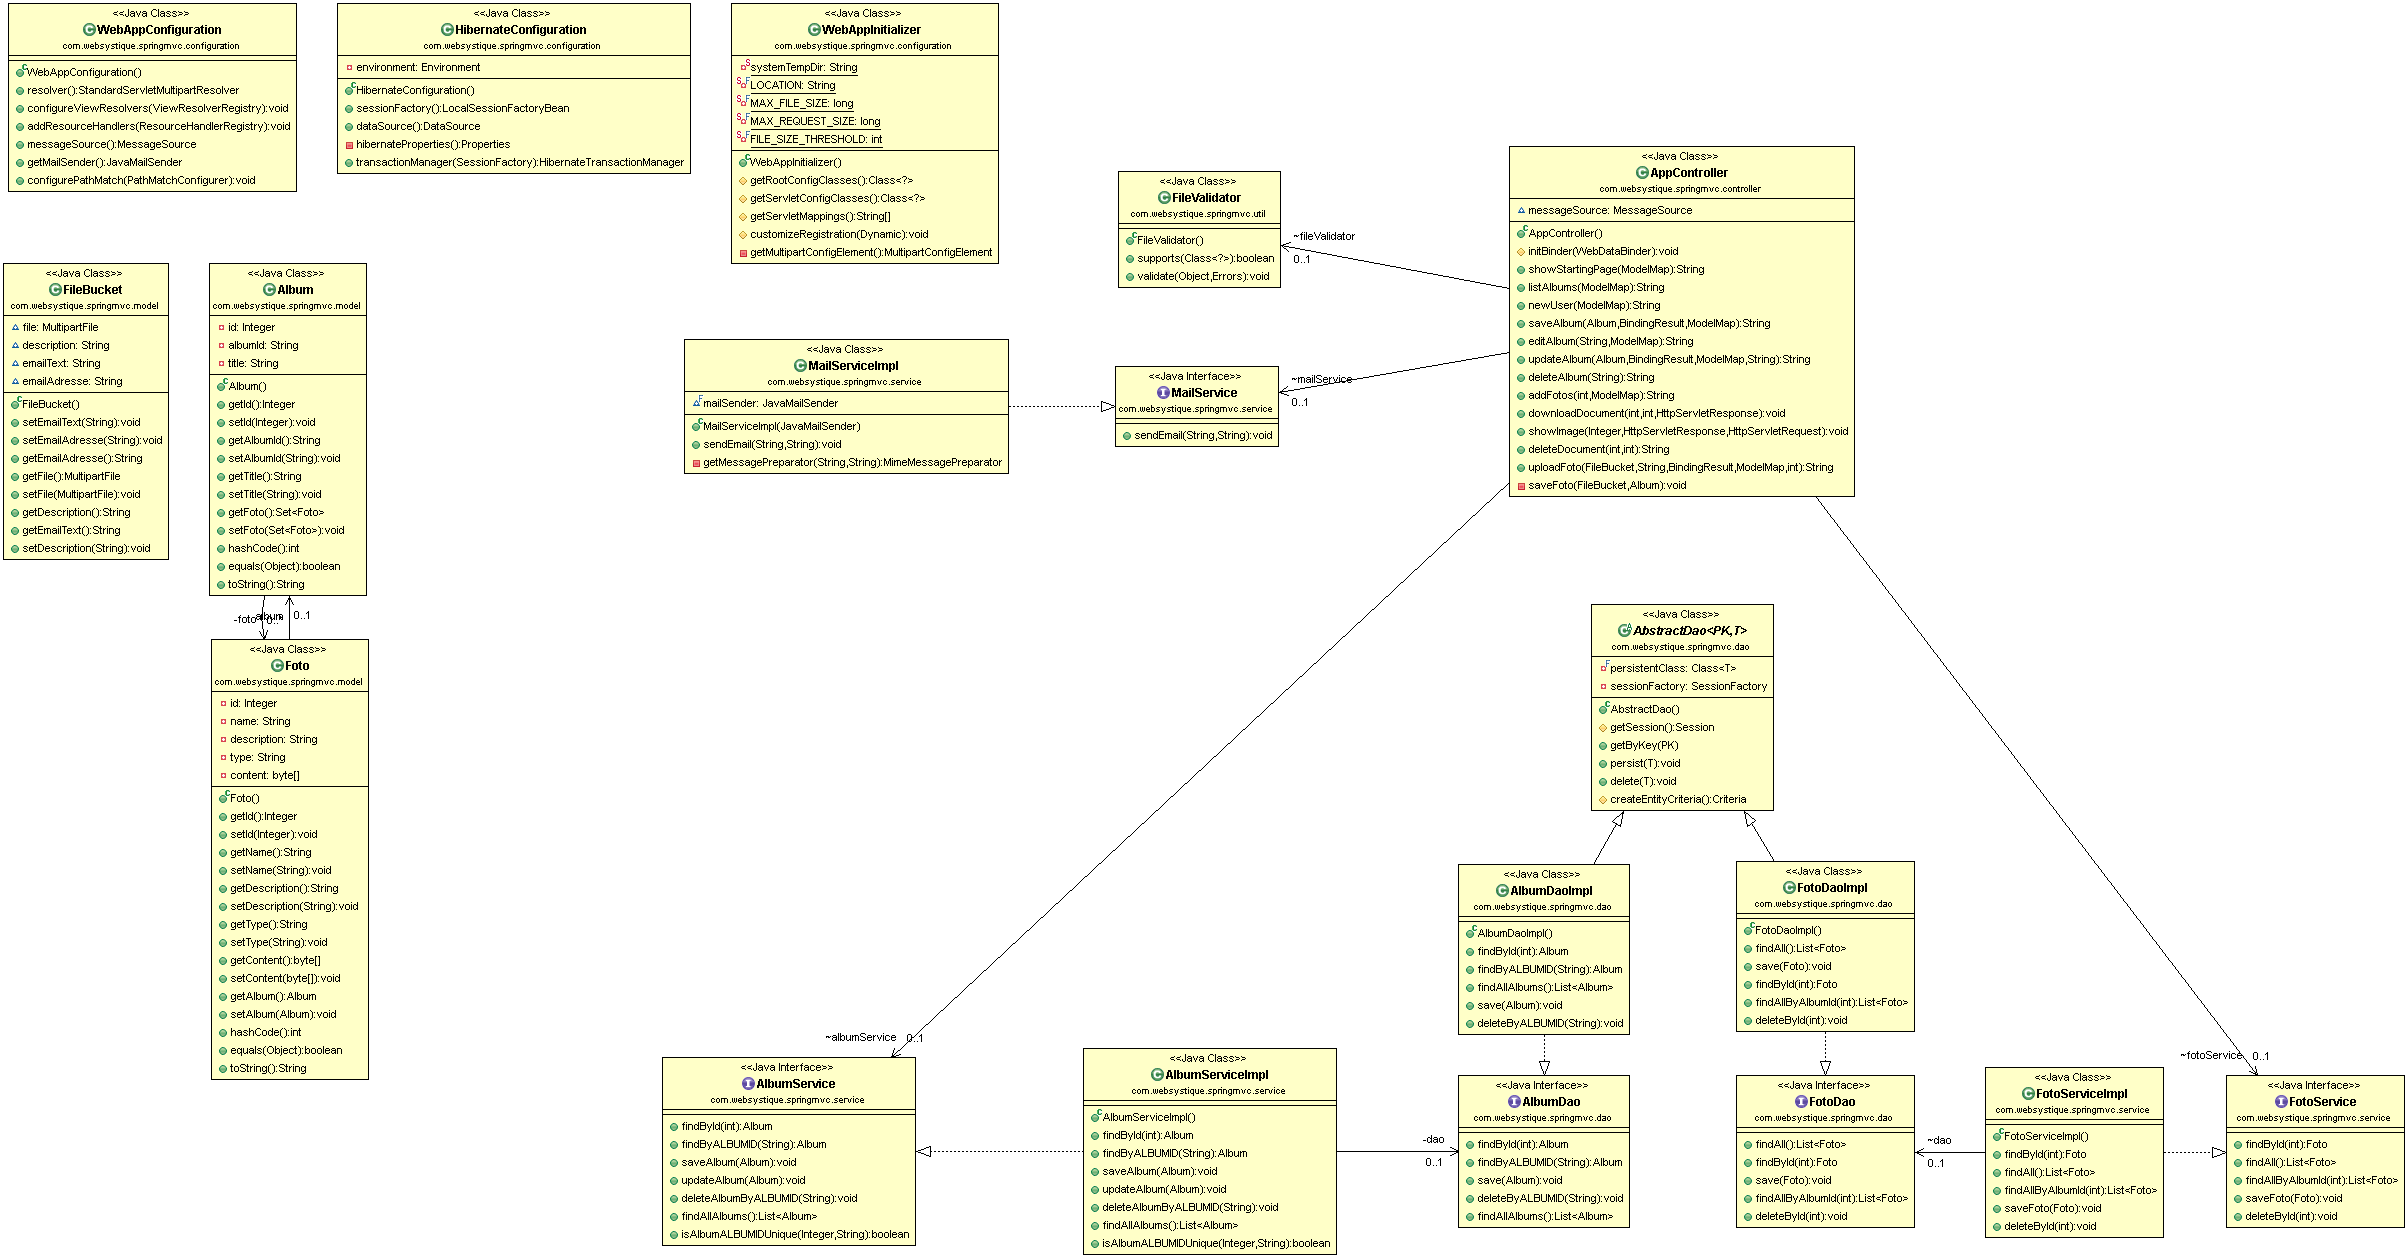 <<Java Class>>
WebAppConfiguration
com.websystique.springmvc.configuration
WebAppConfiguration()
resolver():StandardServletMultipartResolver
configureViewResolvers(ViewResolverRegistry):void
addResourceHandlers(ResourceHandlerRegistry):void
messageSource():MessageSource
getMailSender():JavaMailSender
configurePathMatch(PathMatchConfigurer):void
<<Java Class>>
HibernateConfiguration
com.websystique.springmvc.configuration
environment: Environment
HibernateConfiguration()
sessionFactory():LocalSessionFactoryBean
dataSource():DataSource
hibernateProperties():Properties
transactionManager(SessionFactory):HibernateTransactionManager
<<Java Class>>
WebAppInitializer
com.websystique.springmvc.configuration
systemTempDir: String
LOCATION: String
MAX_FILE_SIZE: long
MAX_REQUEST_SIZE: long
FILE_SIZE_THRESHOLD: int
WebAppInitializer()
getRootConfigClasses():Class<?>
getServletConfigClasses():Class<?>
getServletMappings():String[]
customizeRegistration(Dynamic):void
getMultipartConfigElement():MultipartConfigElement
<<Java Class>>
FileValidator
com.websystique.springmvc.util
FileValidator()
supports(Class<?>):boolean
validate(Object,Errors):void
~fileValidator
0..1
<<Java Class>>
AppController
com.websystique.springmvc.controller
messageSource: MessageSource
AppController()
initBinder(WebDataBinder):void
showStartingPage(ModelMap):String
listAlbums(ModelMap):String
newUser(ModelMap):String
saveAlbum(Album,BindingResult,ModelMap):String
editAlbum(String,ModelMap):String
updateAlbum(Album,BindingResult,ModelMap,String):String
deleteAlbum(String):String
addFotos(int,ModelMap):String
downloadDocument(int,int,HttpServletResponse):void
showImage(Integer,HttpServletResponse,HttpServletRequest):void
deleteDocument(int,int):String
uploadFoto(FileBucket,String,BindingResult,ModelMap,int):String
saveFoto(FileBucket,Album):void
<<Java Class>>
FileBucket
com.websystique.springmvc.model
file: MultipartFile
description: String
emailText: String
emailAdresse: String
FileBucket()
setEmailText(String):void
setEmailAdresse(String):void
getEmailAdresse():String
getFile():MultipartFile
setFile(MultipartFile):void
getDescription():String
getEmailText():String
setDescription(String):void
<<Java Class>>
Album
com.websystique.springmvc.model
id: Integer
albumId: String
title: String
Album()
getId():Integer
setId(Integer):void
getAlbumId():String
setAlbumId(String):void
getTitle():String
setTitle(String):void
getFoto():Set<Foto>
setFoto(Set<Foto>):void
hashCode():int
equals(Object):boolean
toString():String
-foto
0..*
-album
0..1
<<Java Class>>
Foto
com.websystique.springmvc.model
id: Integer
name: String
description: String
type: String
content: byte[]
Foto()
getId():Integer
setId(Integer):void
getName():String
setName(String):void
getDescription():String
setDescription(String):void
getType():String
setType(String):void
getContent():byte[]
setContent(byte[]):void
getAlbum():Album
setAlbum(Album):void
hashCode():int
equals(Object):boolean
toString():String
<<Java Class>>
MailServiceImpl
com.websystique.springmvc.service
mailSender: JavaMailSender
MailServiceImpl(JavaMailSender)
sendEmail(String,String):void
getMessagePreparator(String,String):MimeMessagePreparator
<<Java Interface>>
MailService
com.websystique.springmvc.service
sendEmail(String,String):void
~mailService
0..1
<<Java Class>>
AbstractDao<PK,T>
com.websystique.springmvc.dao
persistentClass: Class<T>
sessionFactory: SessionFactory
AbstractDao()
getSession():Session
getByKey(PK)
persist(T):void
delete(T):void
createEntityCriteria():Criteria
<<Java Class>>
AlbumDaoImpl
com.websystique.springmvc.dao
AlbumDaoImpl()
findById(int):Album
findByALBUMID(String):Album
findAllAlbums():List<Album>
save(Album):void
deleteByALBUMID(String):void
<<Java Class>>
FotoDaoImpl
com.websystique.springmvc.dao
FotoDaoImpl()
findAll():List<Foto>
save(Foto):void
findById(int):Foto
findAllByAlbumId(int):List<Foto>
deleteById(int):void
~albumService
0..1
<<Java Interface>>
AlbumService
com.websystique.springmvc.service
findById(int):Album
findByALBUMID(String):Album
saveAlbum(Album):void
updateAlbum(Album):void
deleteAlbumByALBUMID(String):void
findAllAlbums():List<Album>
isAlbumALBUMIDUnique(Integer,String):boolean
<<Java Class>>
AlbumServiceImpl
com.websystique.springmvc.service
AlbumServiceImpl()
findById(int):Album
findByALBUMID(String):Album
saveAlbum(Album):void
updateAlbum(Album):void
deleteAlbumByALBUMID(String):void
findAllAlbums():List<Album>
isAlbumALBUMIDUnique(Integer,String):boolean
-dao
0..1
<<Java Interface>>
AlbumDao
com.websystique.springmvc.dao
findById(int):Album
findByALBUMID(String):Album
save(Album):void
deleteByALBUMID(String):void
findAllAlbums():List<Album>
<<Java Interface>>
FotoDao
com.websystique.springmvc.dao
findAll():List<Foto>
findById(int):Foto
save(Foto):void
findAllByAlbumId(int):List<Foto>
deleteById(int):void
~dao
0..1
<<Java Class>>
FotoServiceImpl
com.websystique.springmvc.service
FotoServiceImpl()
findById(int):Foto
findAll():List<Foto>
findAllByAlbumId(int):List<Foto>
saveFoto(Foto):void
deleteById(int):void
~fotoService
0..1
<<Java Interface>>
FotoService
com.websystique.springmvc.service
findById(int):Foto
findAll():List<Foto>
findAllByAlbumId(int):List<Foto>
saveFoto(Foto):void
deleteById(int):void